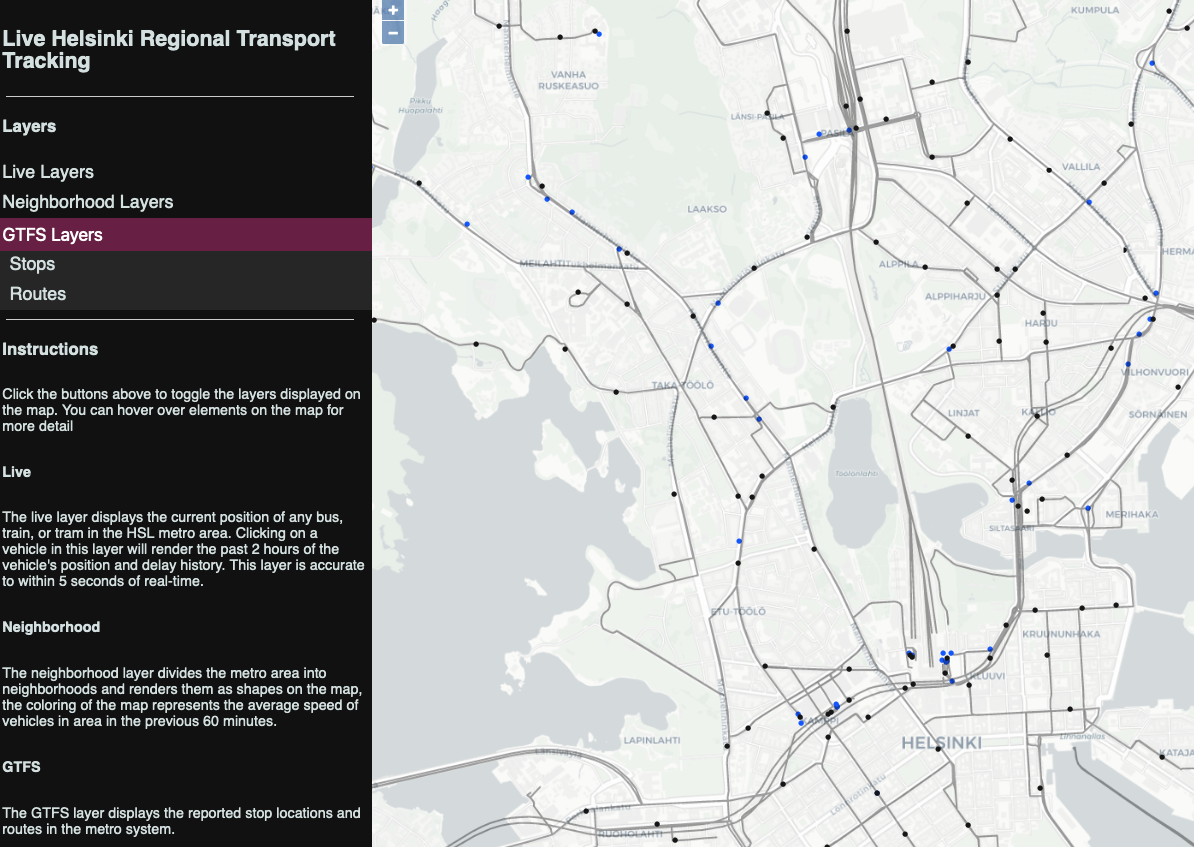 Live Helsinki Regional Transport
Tracking
Layers
Live Layers
Neighborhood Layers
GTFS Layers
Stops
Routes
Instructions
Click the buttons above to toggle the layers displayed on
the map. You can hover over elements on the map for
more detail
Live
The live layer displays the current position of any bus,
train, or tram in the HSL metro area. Clicking on a
vehicle in this layer will render the past 2 hours of the
vehicle's position and delay history. This layer is accurate
to within 5 seconds of real-time.
Neighborhood
The neighborhood layer divides the metro area into
neighborhoods and renders them as shapes on the map,
the coloring of the map represents the average speed of
vehicles in area in the previous 60 minutes.
GTFS
The GTFS layer displays the reported stop locations and
routes in the metro system.
+
−
KUMPULA
VANHA
RUSKEASUO
Pikku
Huopalahti
LÄNSI-PASILA
VALLILA
LAAKSO
HERMA
MEILAHTI
Tukholmankatu
ALPPILA
ALPPIHARJU
HARJU
VILHONVUORI
TAKA-TÖÖLÖ
LINJAT
KALLIO
SÖRNÄINEN
Töölönlahti
MERIHAKA
SILTASAARI
ETU-TÖÖLÖ
KRUUNUNHAKA
KLUUVI
KAMPPI
LAPINLAHTI
HELSINKI
Linnanallas
KATAJA
Länsiväylä
Lönnrotinkatu
RUOHOLAHTI